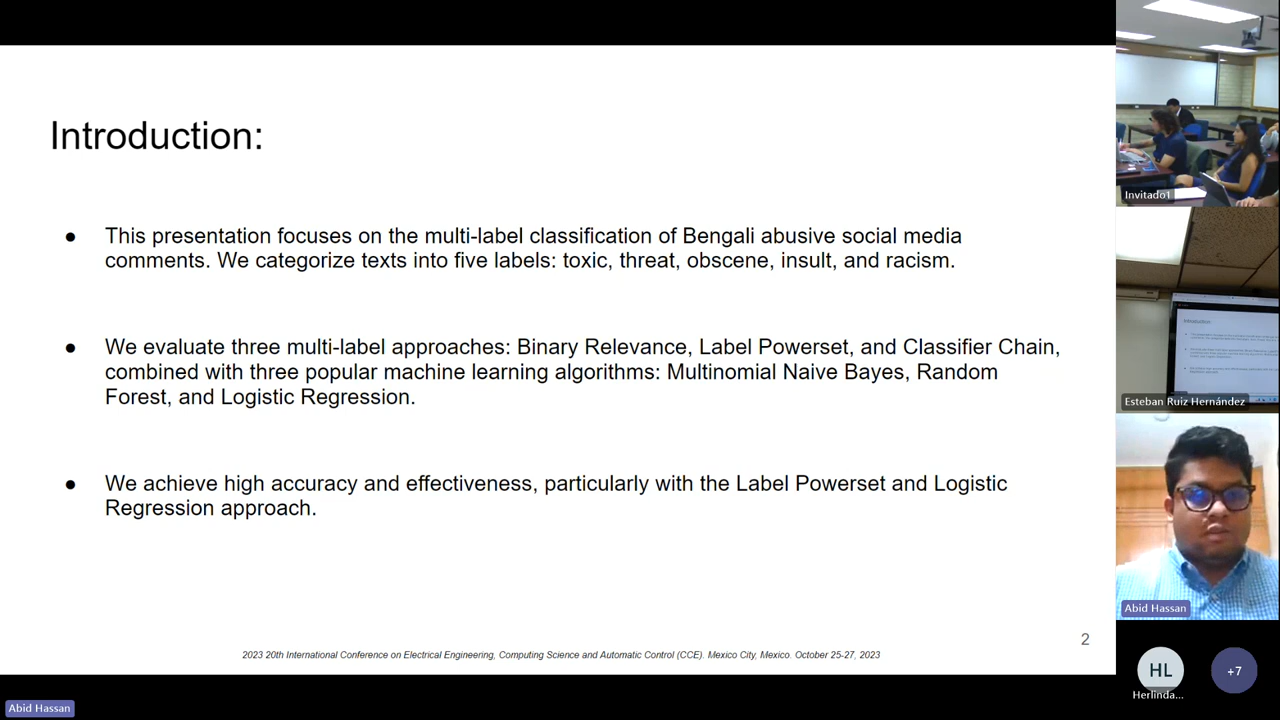 Introduction:
● This presentation focuses on the multi-label classification of Bengali abusive social media
comments. We categorize texts into five labels: toxic, threat, obscene, insult, and racism.
● We evaluate three multi-label approaches: Binary Relevance, Label Powerset, and Classifier Chain,
combined with three popular machine learning algorithms: Multinomial Naive Bayes, Random
Forest, and Logistic Regression.
● We achieve high accuracy and effectiveness, particularly with the Label Powerset and Logistic
Regression approach.
2
2023 20th International Conference on Electrical Engineering, Computing Science and Automatic Control (CCE). Mexico City, Mexico. October 25-27, 2023
Abid Hassan
Invitado1
Introduction:
Esteban Ruiz Hernández
Abid Hassan
HL
Herlinda...
+7